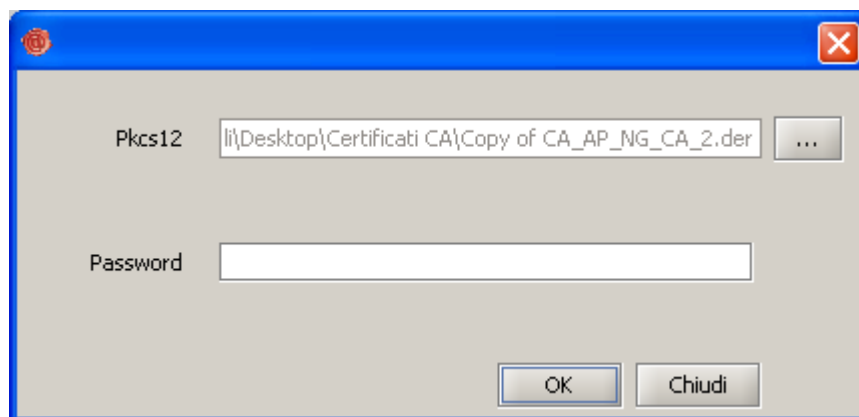 Pkcs12 li\Desktop\Certificati CA\Copy of CA_AP_NG_CA_2.der ...
Password
OK Chiudi